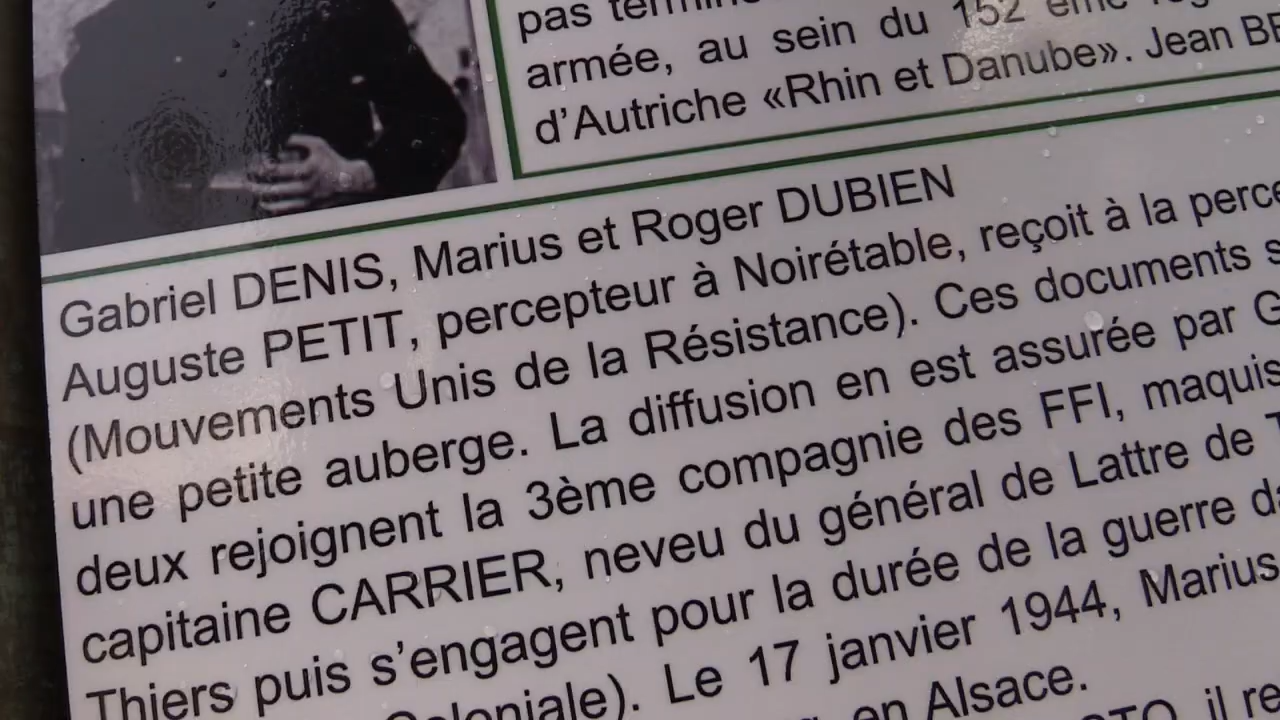 pas
armée, au sein du 152 ème
d'Autriche «Rhin et Danube». Jean
Gabriel DENIS, Marius et Roger DUBIEN
Auguste PETIT, percepteur à Noirétable, reçoit à la
(Mouvements Unis de la Résistance). Ces documents
une petite auberge. La diffusion en est assurée par
deux rejoignent la 3ème compagnie des FFI, maquis
capitaine CARRIER, neveu du général de Lattre de
Thiers puis s'engagent pour la durée de la guerre
Coloniale). Le 17 janvier 1944, Marius
en Alsace.
il